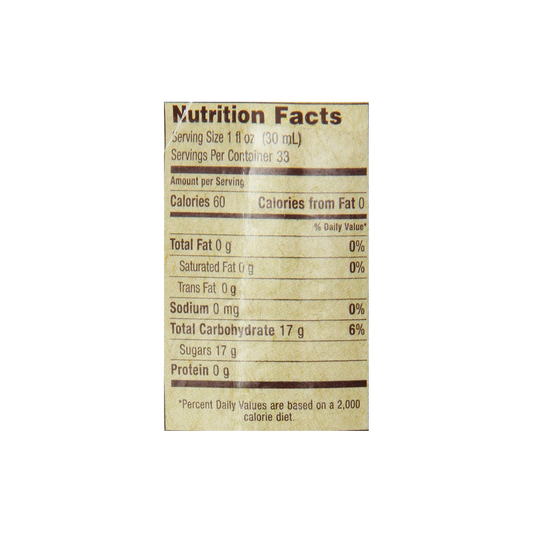 Nutrition Facts
Serving Size 1 fl oz (30 mL)
Servings Per Container 33
Amount per Serving
Calories 60 Calories from Fat 0
% Daily Value*
Total Fat 0 g 0%
Saturated Fat 0 g 0%
Trans Fat 0 g
Sodium 0 mg 0%
Total Carbohydrate 17 g 6%
Sugars 17 g
Protein 0 g
*Percent Daily Values are based on a 2,000
calorie diet.